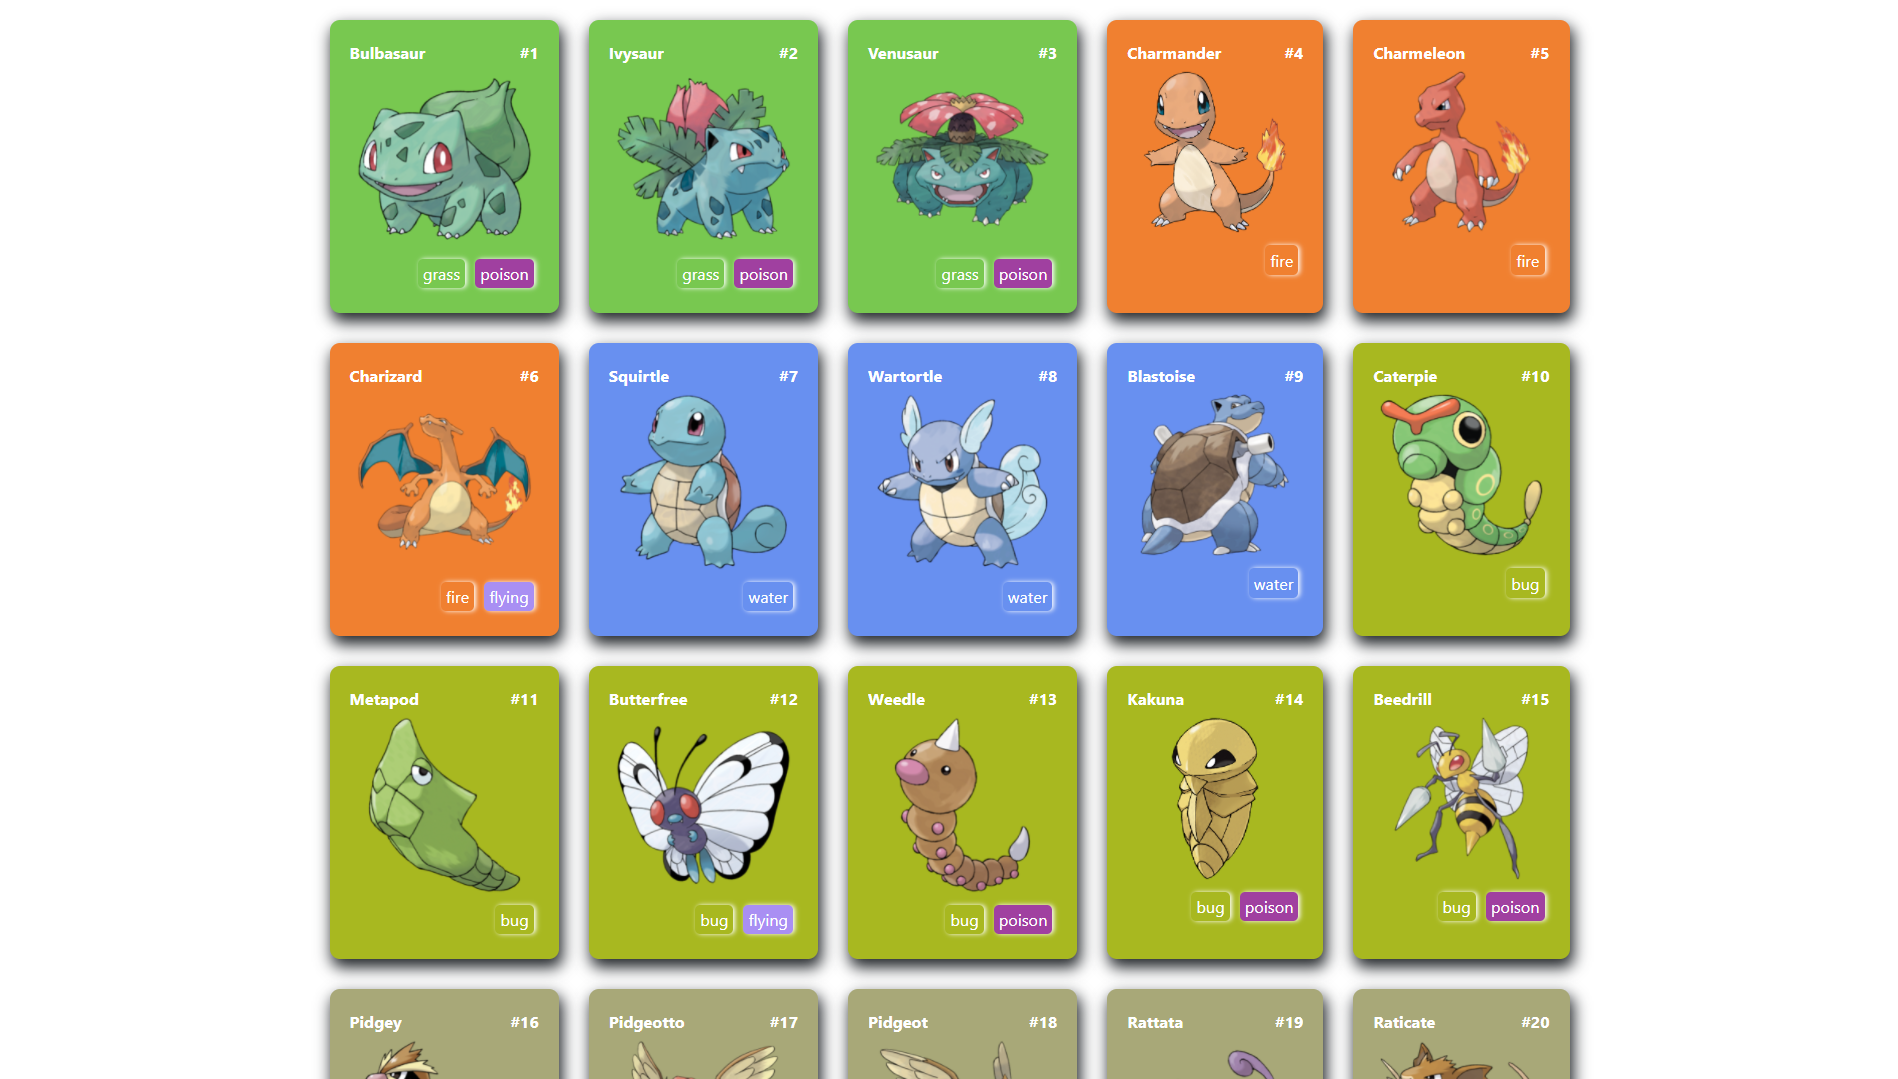 Bulbasaur #1
Ivysaur #2
Venusaur #3
Charmander #4
Charmeleon #5
grass poison
grass poison
grass poison
fire
fire
Charizard #6
Squirtle #7
Wartortle #8
Blastoise #9
Caterpie #10
fire flying
water
water
water
bug
Metapod #11
Butterfree #12
Weedle #13
Kakuna #14
Beedrill #15
bug
bug flying
bug poison
bug poison
bug poison
Pidgey #16
Pidgeotto #17
Pidgeot #18
Rattata #19
Raticate #20